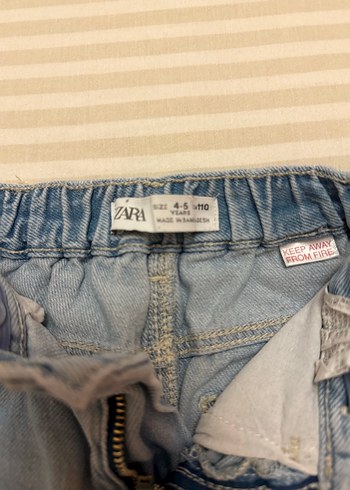 ZARA
SIZE 4-5 110
YEARS
MADE IN BANGLADESH
KEEP AWAY
FROM FIRE